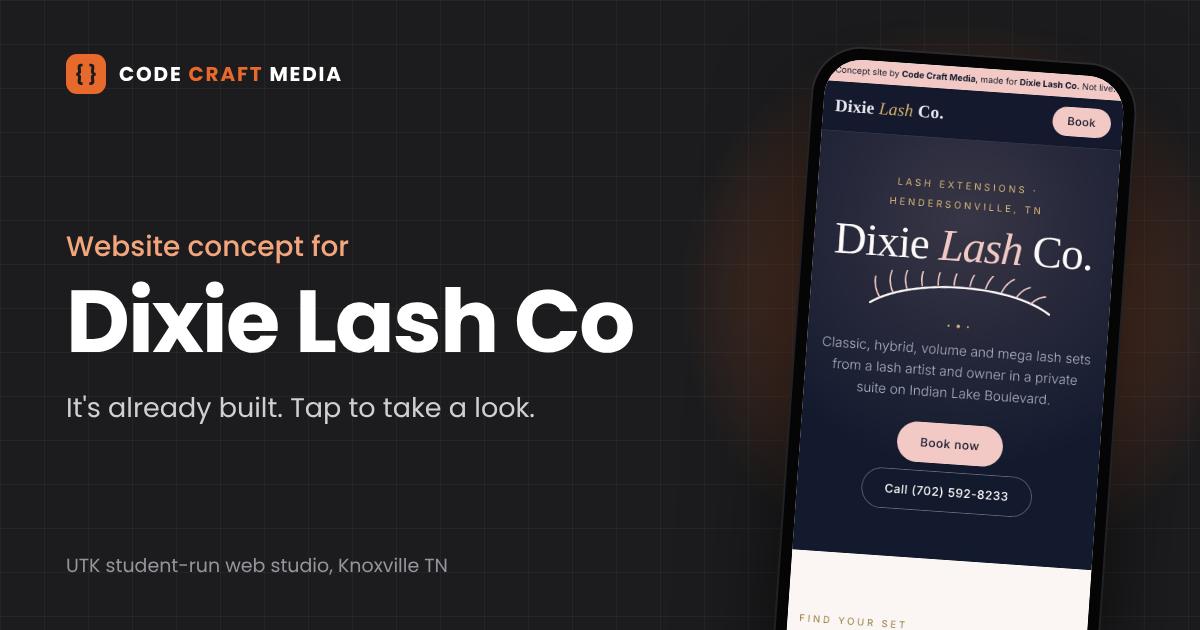 { } CODE CRAFT MEDIA
Website concept for
Dixie Lash Co
It's already built. Tap to take a look.
UTK student-run web studio, Knoxville TN
Concept site by Code Craft Media, made for Dixie Lash Co. Not live.
Dixie Lash Co.
Book
LASH EXTENSIONS ·
HENDERSONVILLE, TN
Dixie Lash Co.
Classic, hybrid, volume and mega lash sets
from a lash artist and owner in a private
suite on Indian Lake Boulevard.
Book now
Call (702) 592-8233
FIND YOUR SET